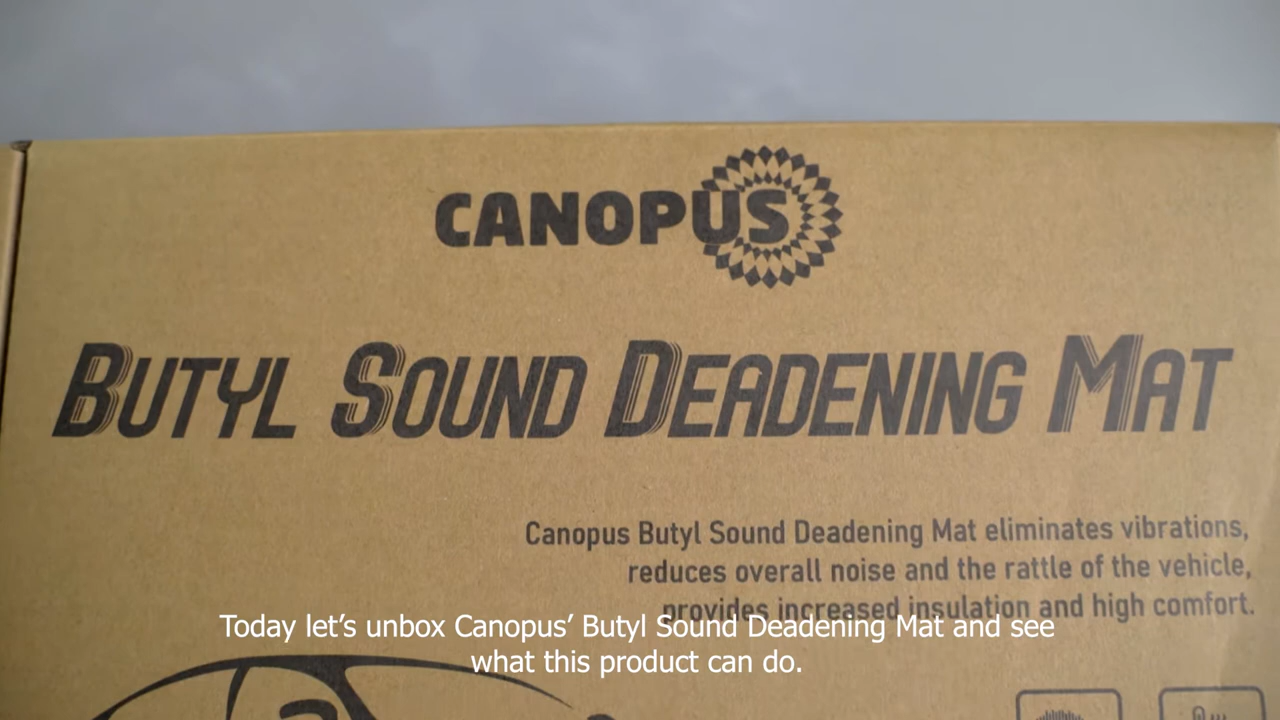 CANOPUS
BUTYL SOUND DEADENING MAT
Canopus Butyl Sound Deadening Mat eliminates vibrations,
reduces overall noise and the rattle of the vehicle,
provides increased insulation and high comfort.
Today let’s unbox Canopus’ Butyl Sound Deadening Mat and see
what this product can do.